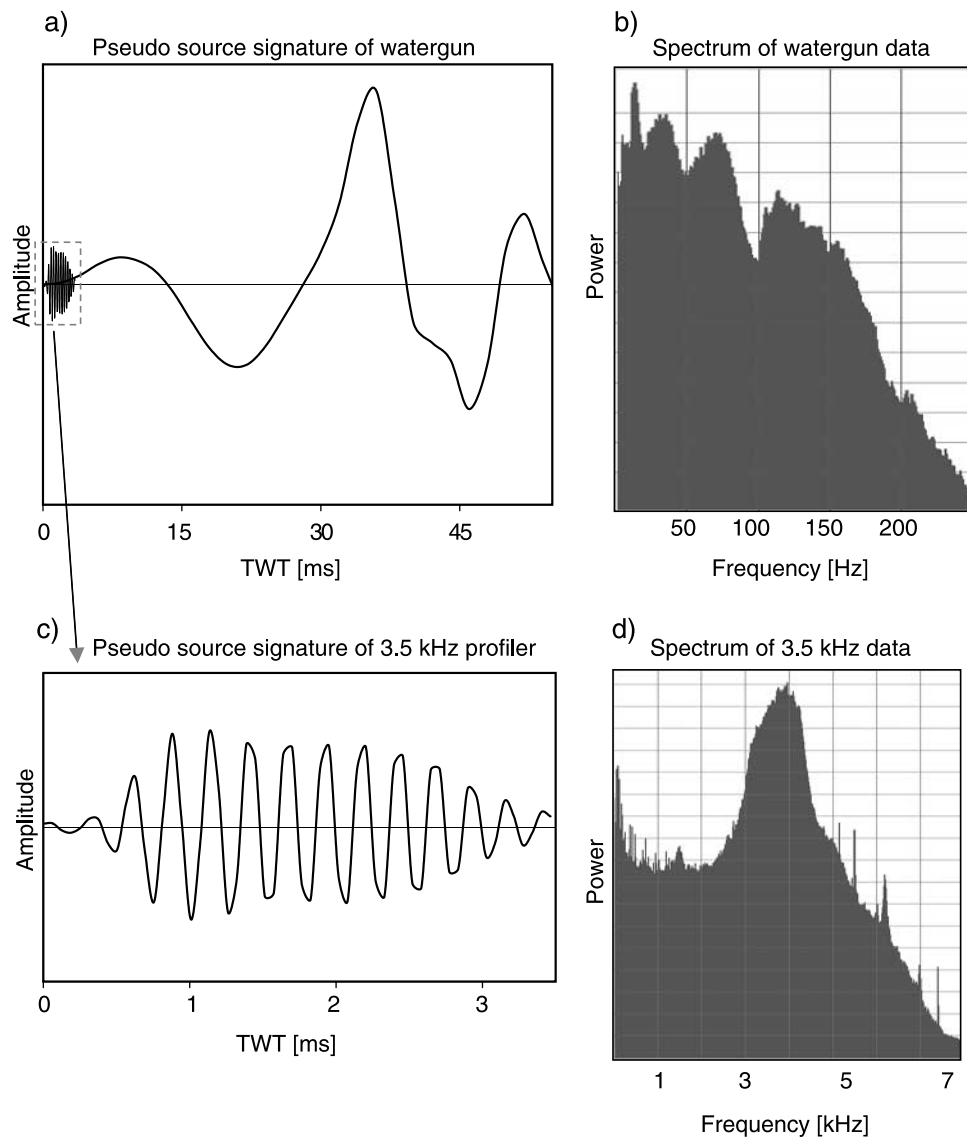 a)
Pseudo source signature of watergun
Amplitude
0 15 30 45
TWT [ms]
b)
Spectrum of watergun data
Power
50 100 150 200
Frequency [Hz]
c)
Pseudo source signature of 3.5 kHz profiler
Amplitude
0 1 2 3
TWT [ms]
d)
Spectrum of 3.5 kHz data
Power
1 3 5 7
Frequency [kHz]